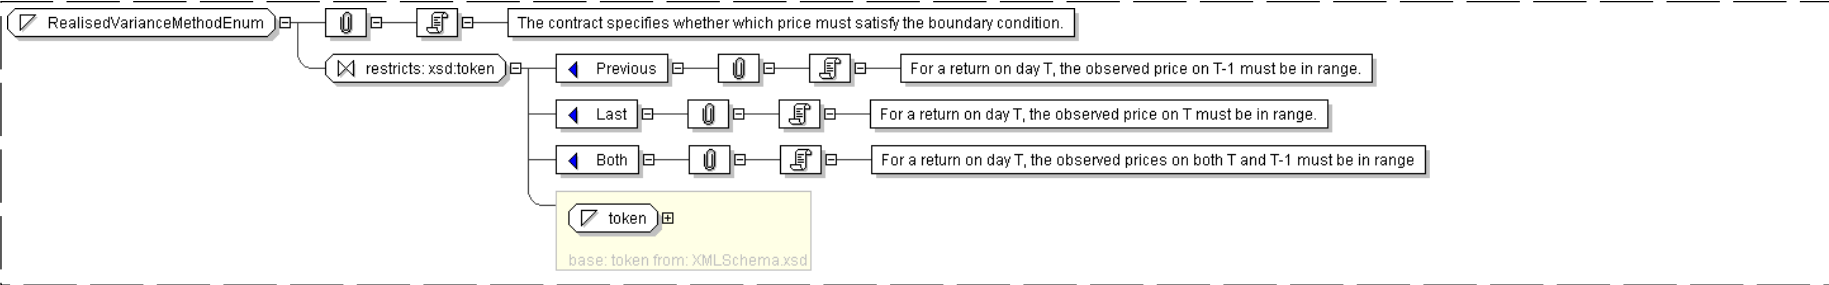 RealisedVarianceMethodEnum The contract specifies whether which price must satisfy the boundary condition.
restricts: xsd:token Previous For a return on day T, the observed price on T-1 must be in range.
Last For a return on day T, the observed price on T must be in range.
Both For a return on day T, the observed prices on both T and T-1 must be in range
token
base: token from: XMLSchema.xsd